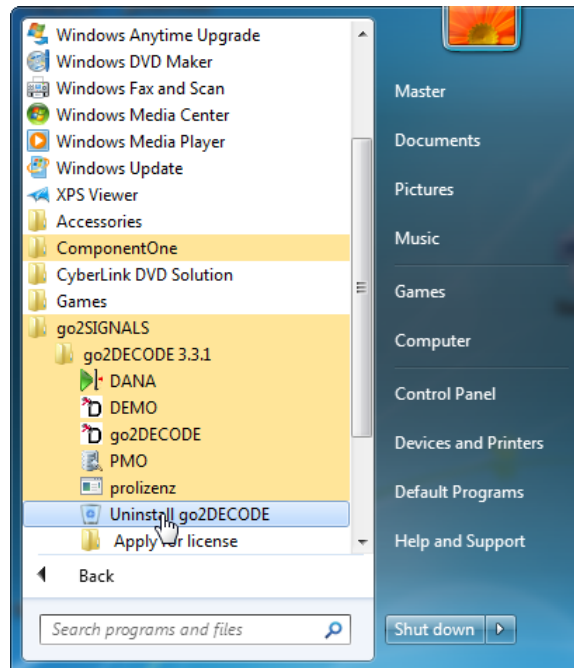 Windows Anytime Upgrade
Windows DVD Maker
Windows Fax and Scan
Windows Media Center
Windows Media Player
Windows Update
XPS Viewer
Accessories
ComponentOne
CyberLink DVD Solution
Games
go2SIGNALS
go2DECODE 3.3.1
DANA
DEMO
go2DECODE
PMO
prolizenz
Uninstall go2DECODE
Apply for license
Back
Search programs and files
Master
Documents
Pictures
Music
Games
Computer
Control Panel
Devices and Printers
Default Programs
Help and Support
Shut down